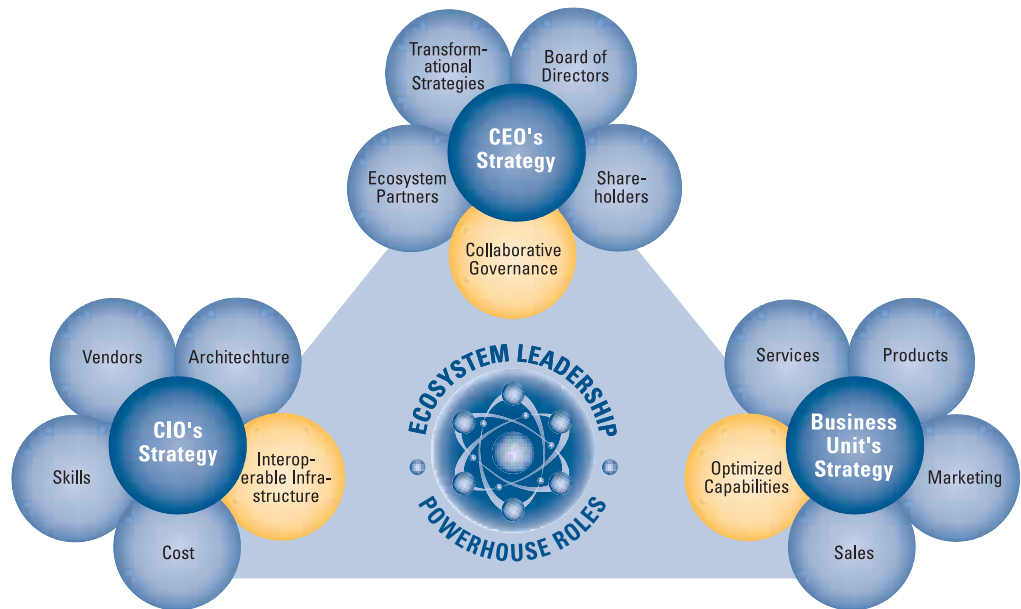 Transform-
ational
Strategies
Board of
Directors
CEO's
Strategy
Ecosystem
Partners
Share-
holders
Collaborative
Governance
Vendors
Architechture
CIO's
Strategy
Skills
Interop-
erable Infra-
structure
Cost
ECOSYSTEM LEADERSHIP
POWERHOUSE ROLES
Services
Products
Business
Unit's
Strategy
Optimized
Capabilities
Marketing
Sales